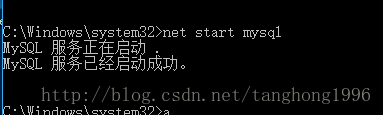 C:\Windows\system32>net start mysql
MySQL 服务正在启动 .
MySQL 服务已经启动成功。
http://blog.csdn.net/tanghong1996
C:\Windows\system32>a